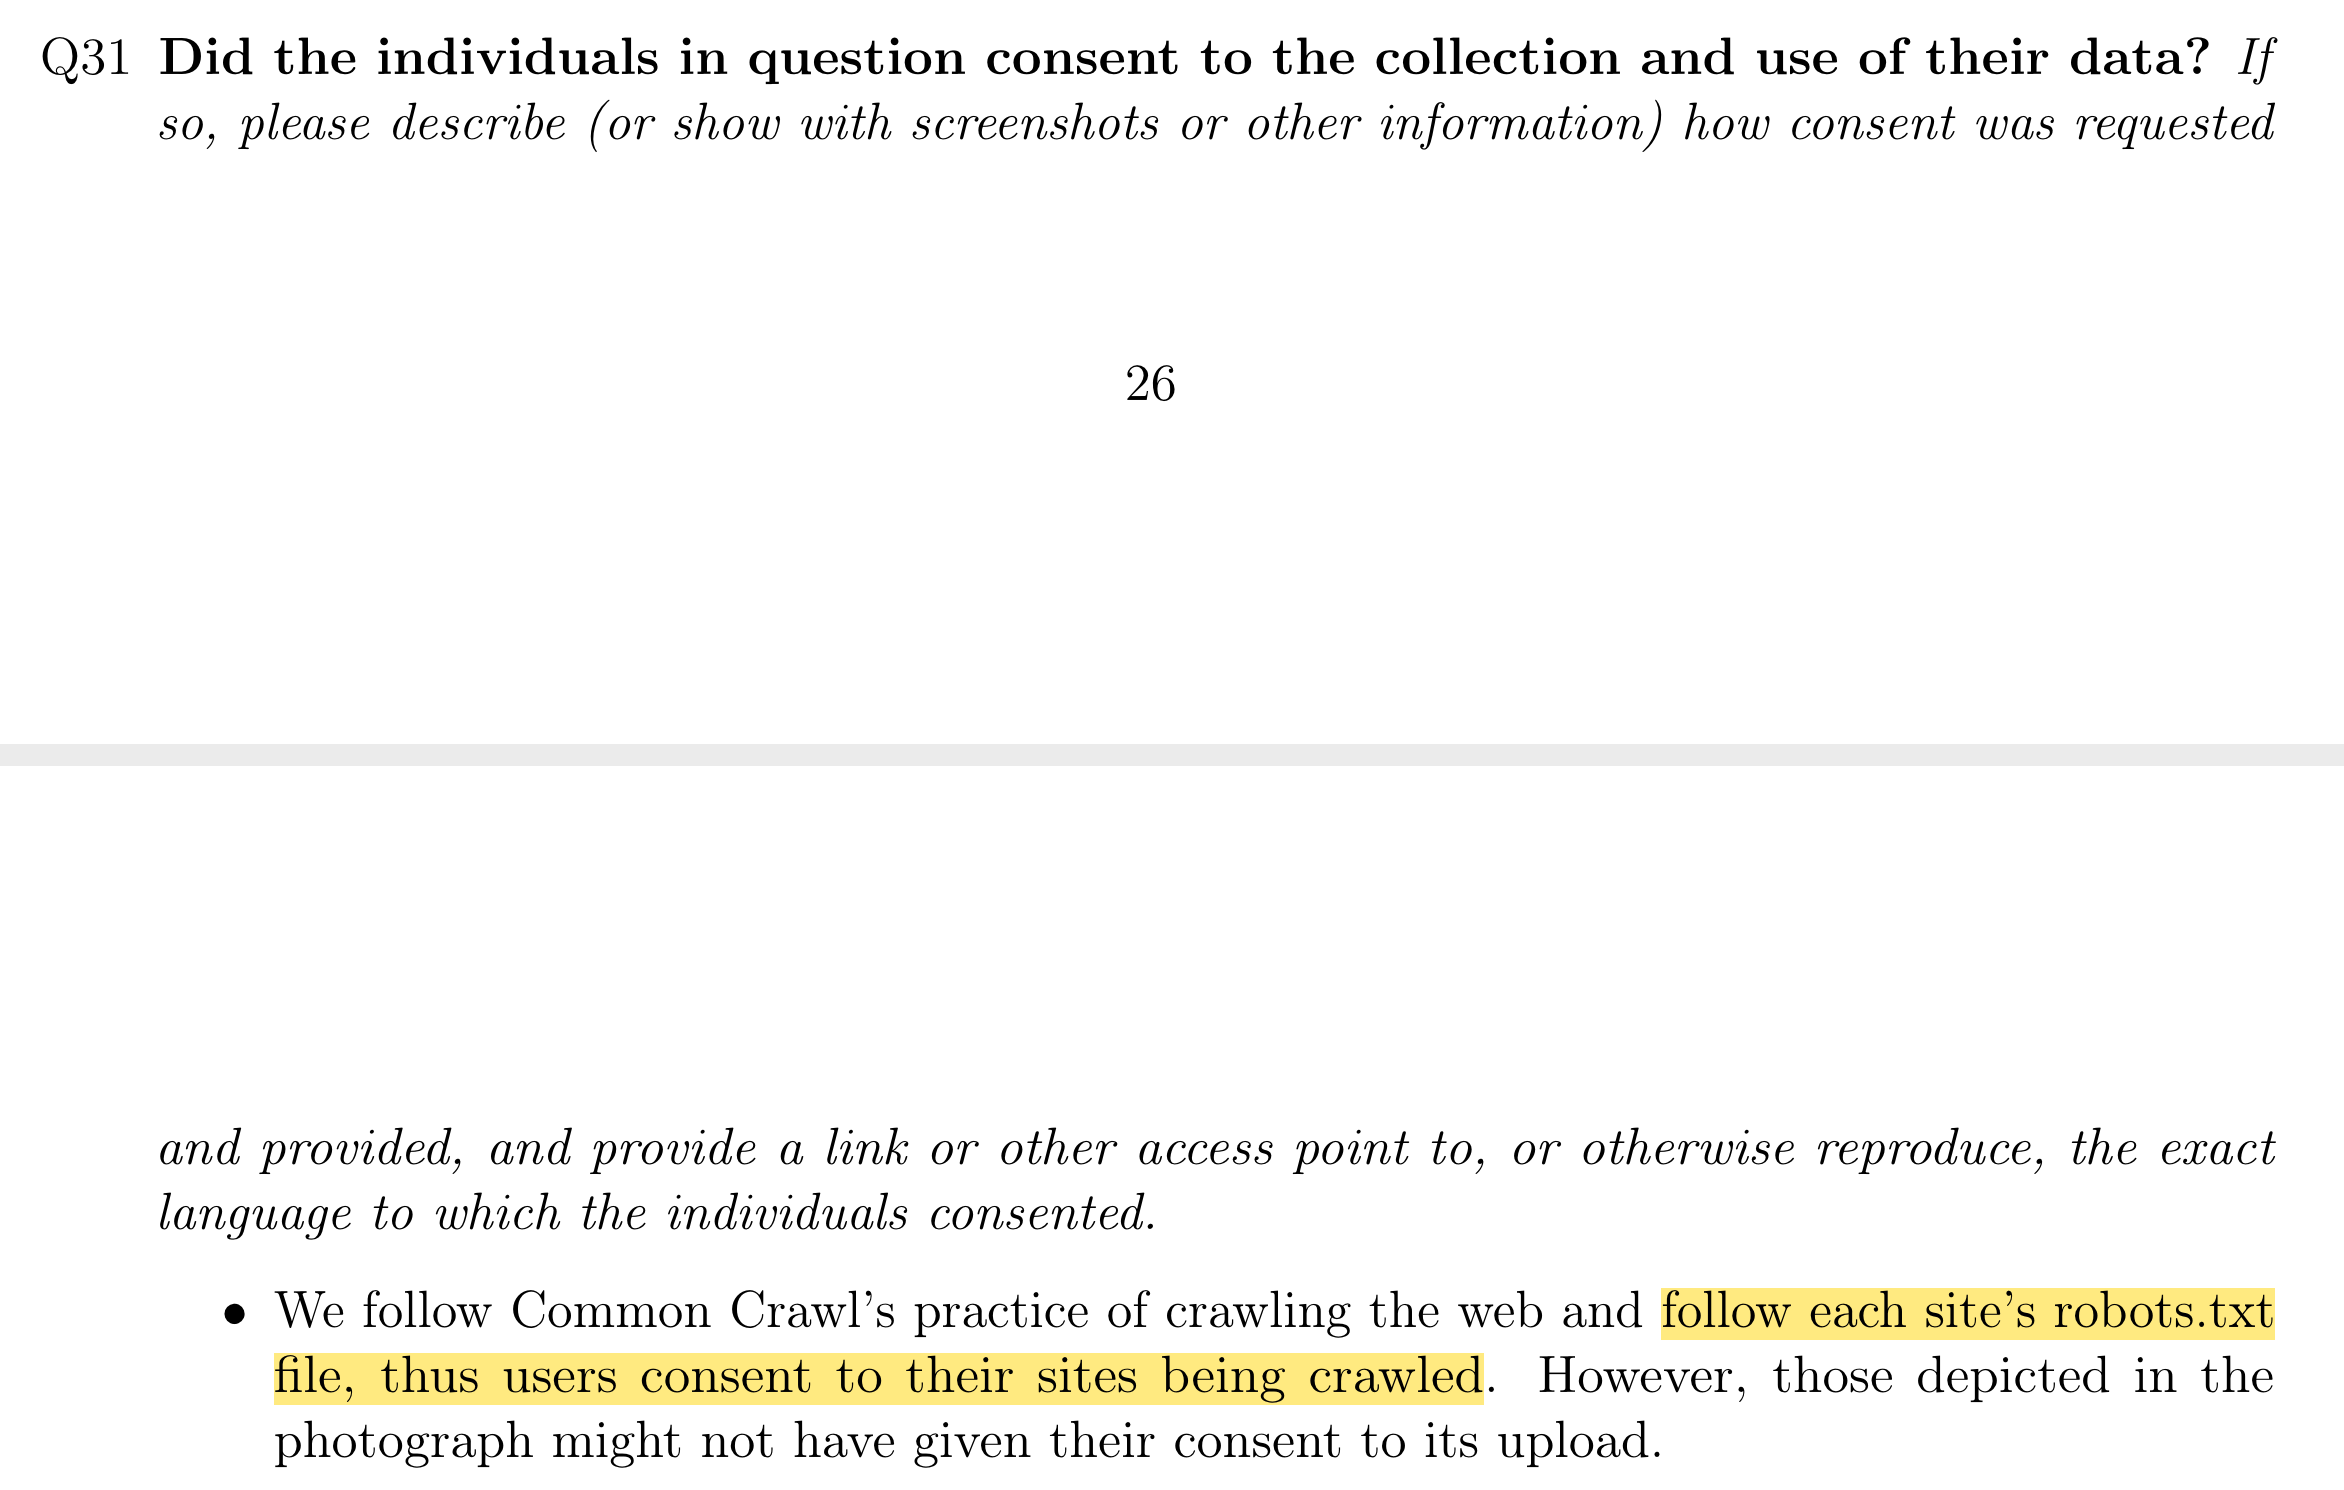 Q31 Did the individuals in question consent to the collection and use of their data? If
so, please describe (or show with screenshots or other information) how consent was requested
26
and provided, and provide a link or other access point to, or otherwise reproduce, the exact
language to which the individuals consented.
• We follow Common Crawl’s practice of crawling the web and follow each site’s robots.txt
file, thus users consent to their sites being crawled. However, those depicted in the
photograph might not have given their consent to its upload.